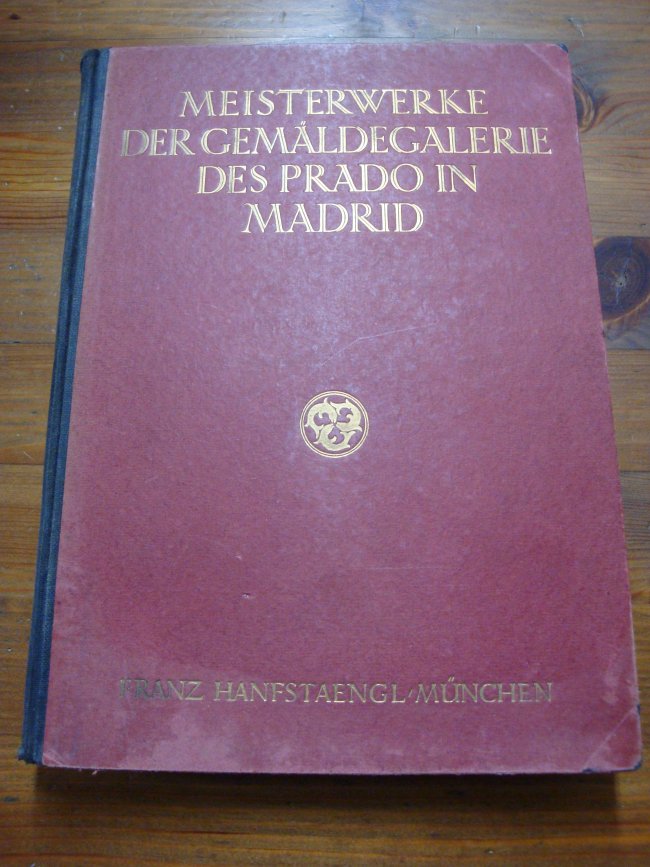 MEISTERWERKE
DER GEMÄLDEGALERIE
DES PRADO IN
MADRID
FRANZ HANFSTAENGL/MÜNCHEN